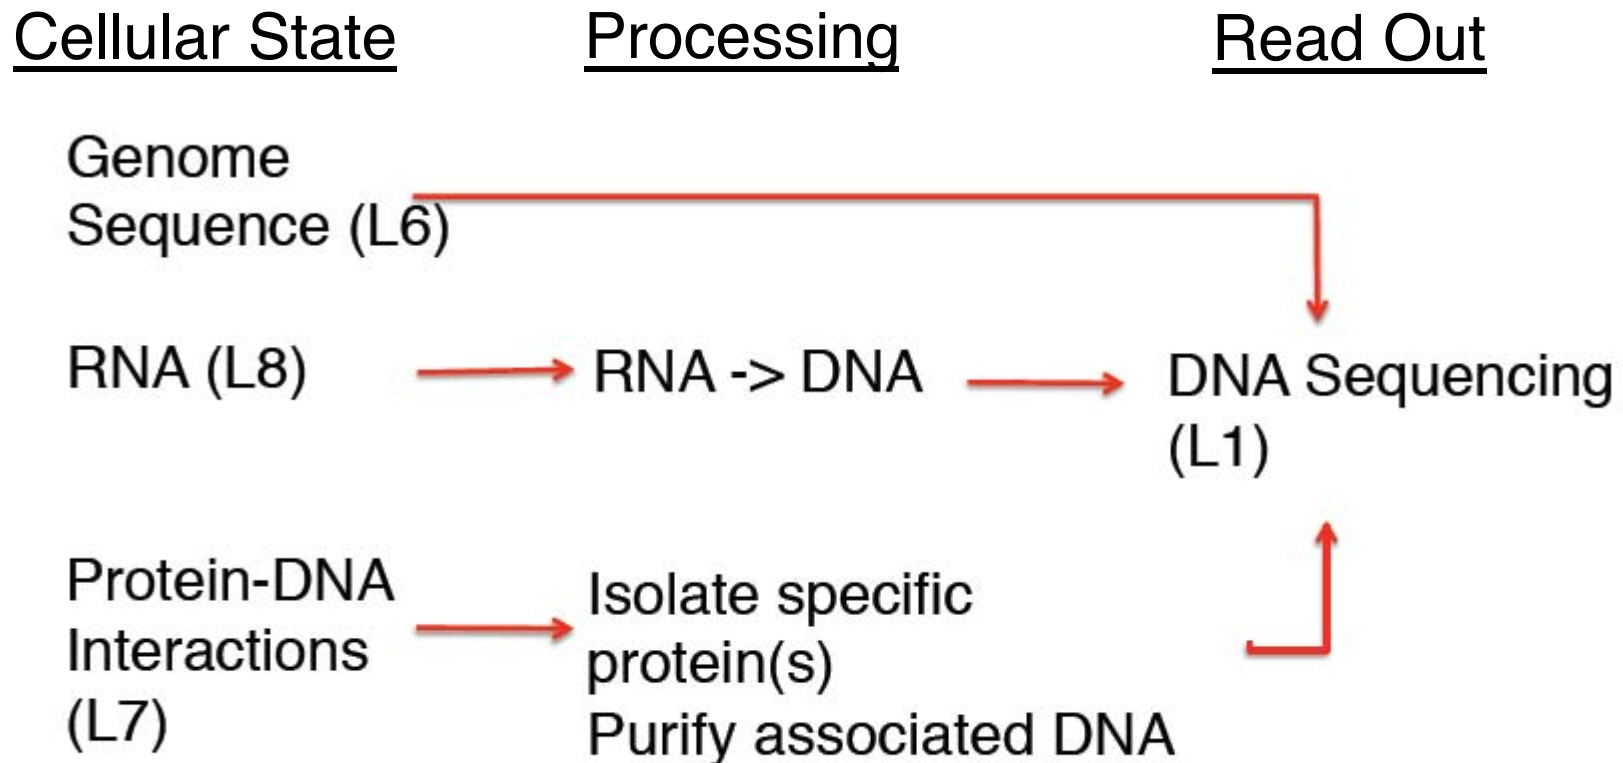 Cellular State
Processing
Read Out
Genome
Sequence (L6)
RNA (L8)
RNA -> DNA
DNA Sequencing
(L1)
Protein-DNA
Interactions
(L7)
Isolate specific
protein(s)
Purify associated DNA